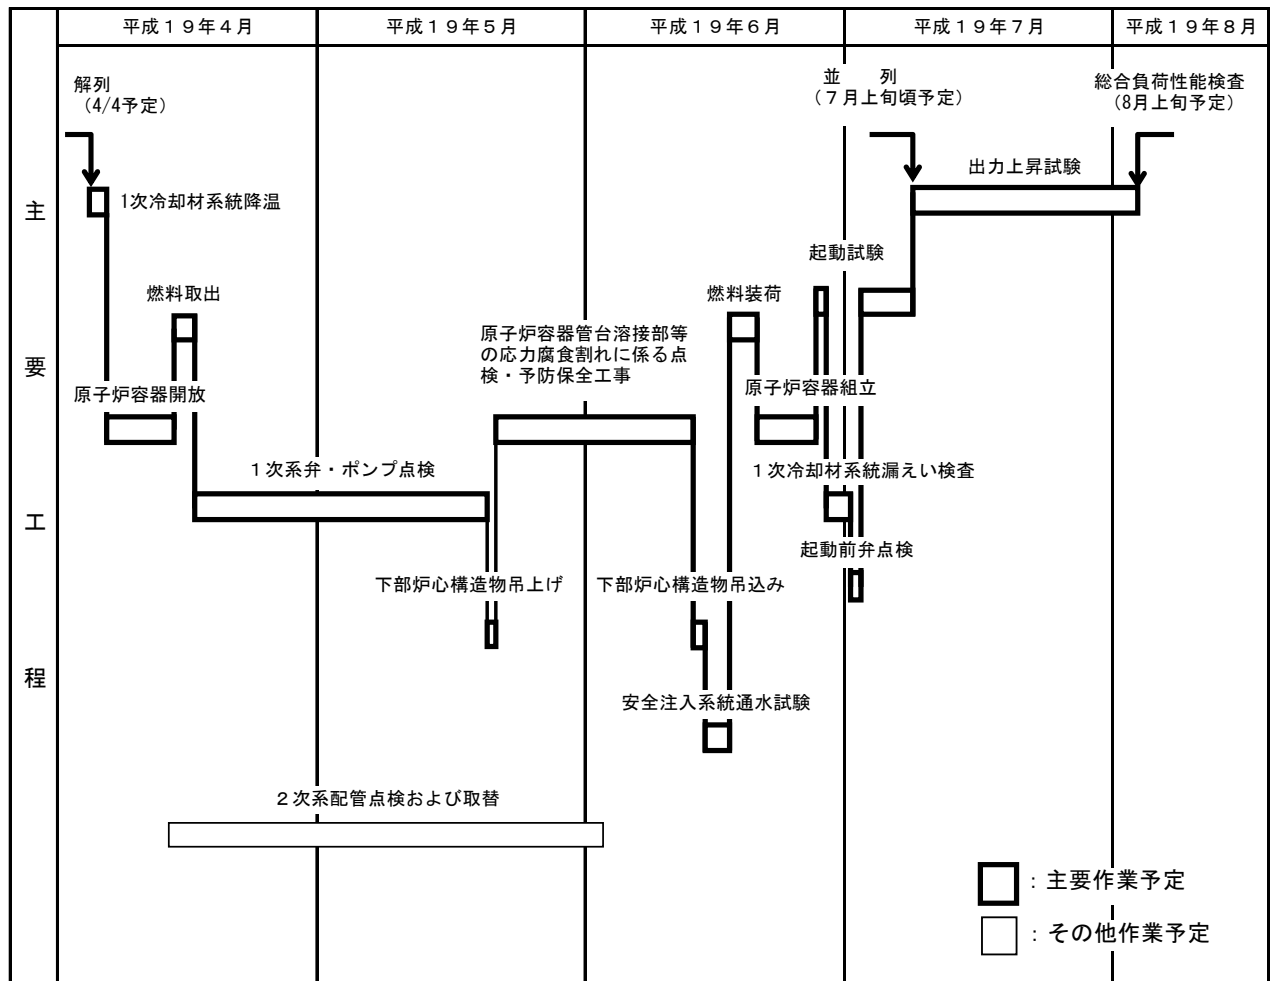 平成１９年４月
平成１９年５月
平成１９年６月
平成１９年７月
平成１９年８月
主要工程
解列
（4/4予定）
並　列
（７月上旬頃予定）
総合負荷性能検査
（8月上旬予定）
出力上昇試験
1次冷却材系統降温
起動試験
燃料取出
燃料装荷
原子炉容器管台溶接部等
の応力腐食割れに係る点
検・予防保全工事
原子炉容器開放
原子炉容器組立
１次系弁・ポンプ点検
１次冷却材系統漏えい検査
起動前弁点検
下部炉心構造物吊上げ
下部炉心構造物吊込み
安全注入系統通水試験
２次系配管点検および取替
：主要作業予定
：その他作業予定